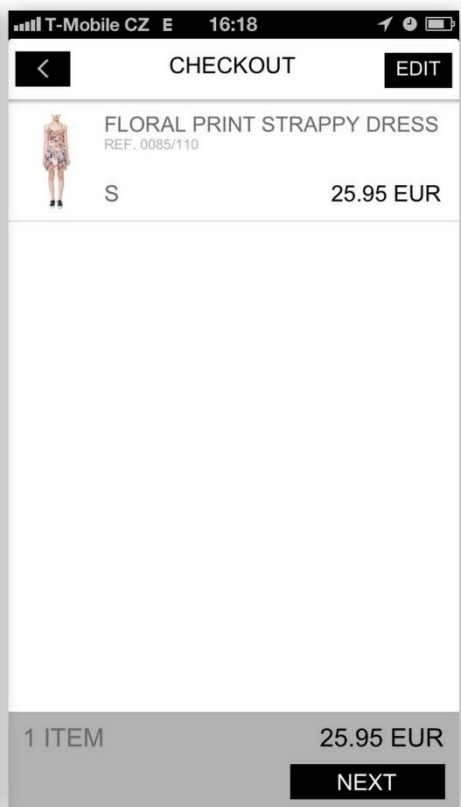 T-Mobile CZ E 16:18
CHECKOUT
EDIT
FLORAL PRINT STRAPPY DRESS
REF. 0085/110
S 25.95 EUR
1 ITEM 25.95 EUR
NEXT